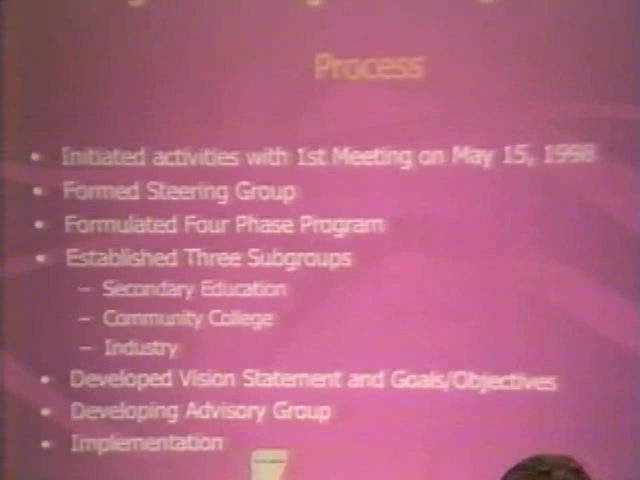 Process
• Initiated activities with 1st Meeting on May 15, 1998
• Formed Steering Group
• Formulated Four Phase Program
• Established Three Subgroups
– Secondary Education
– Community College
– Industry
• Developed Vision Statement and Goals/Objectives
• Developing Advisory Group
• Implementation